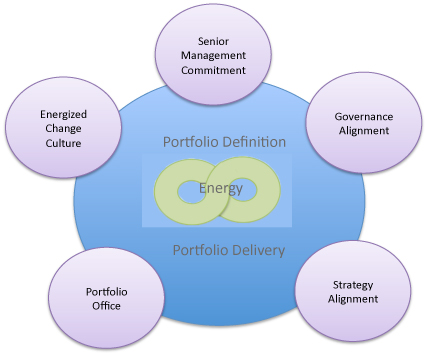 Senior
Management
Commitment
Energized
Change
Culture
Governance
Alignment
Portfolio Definition
Energy
Portfolio Delivery
Portfolio
Office
Strategy
Alignment